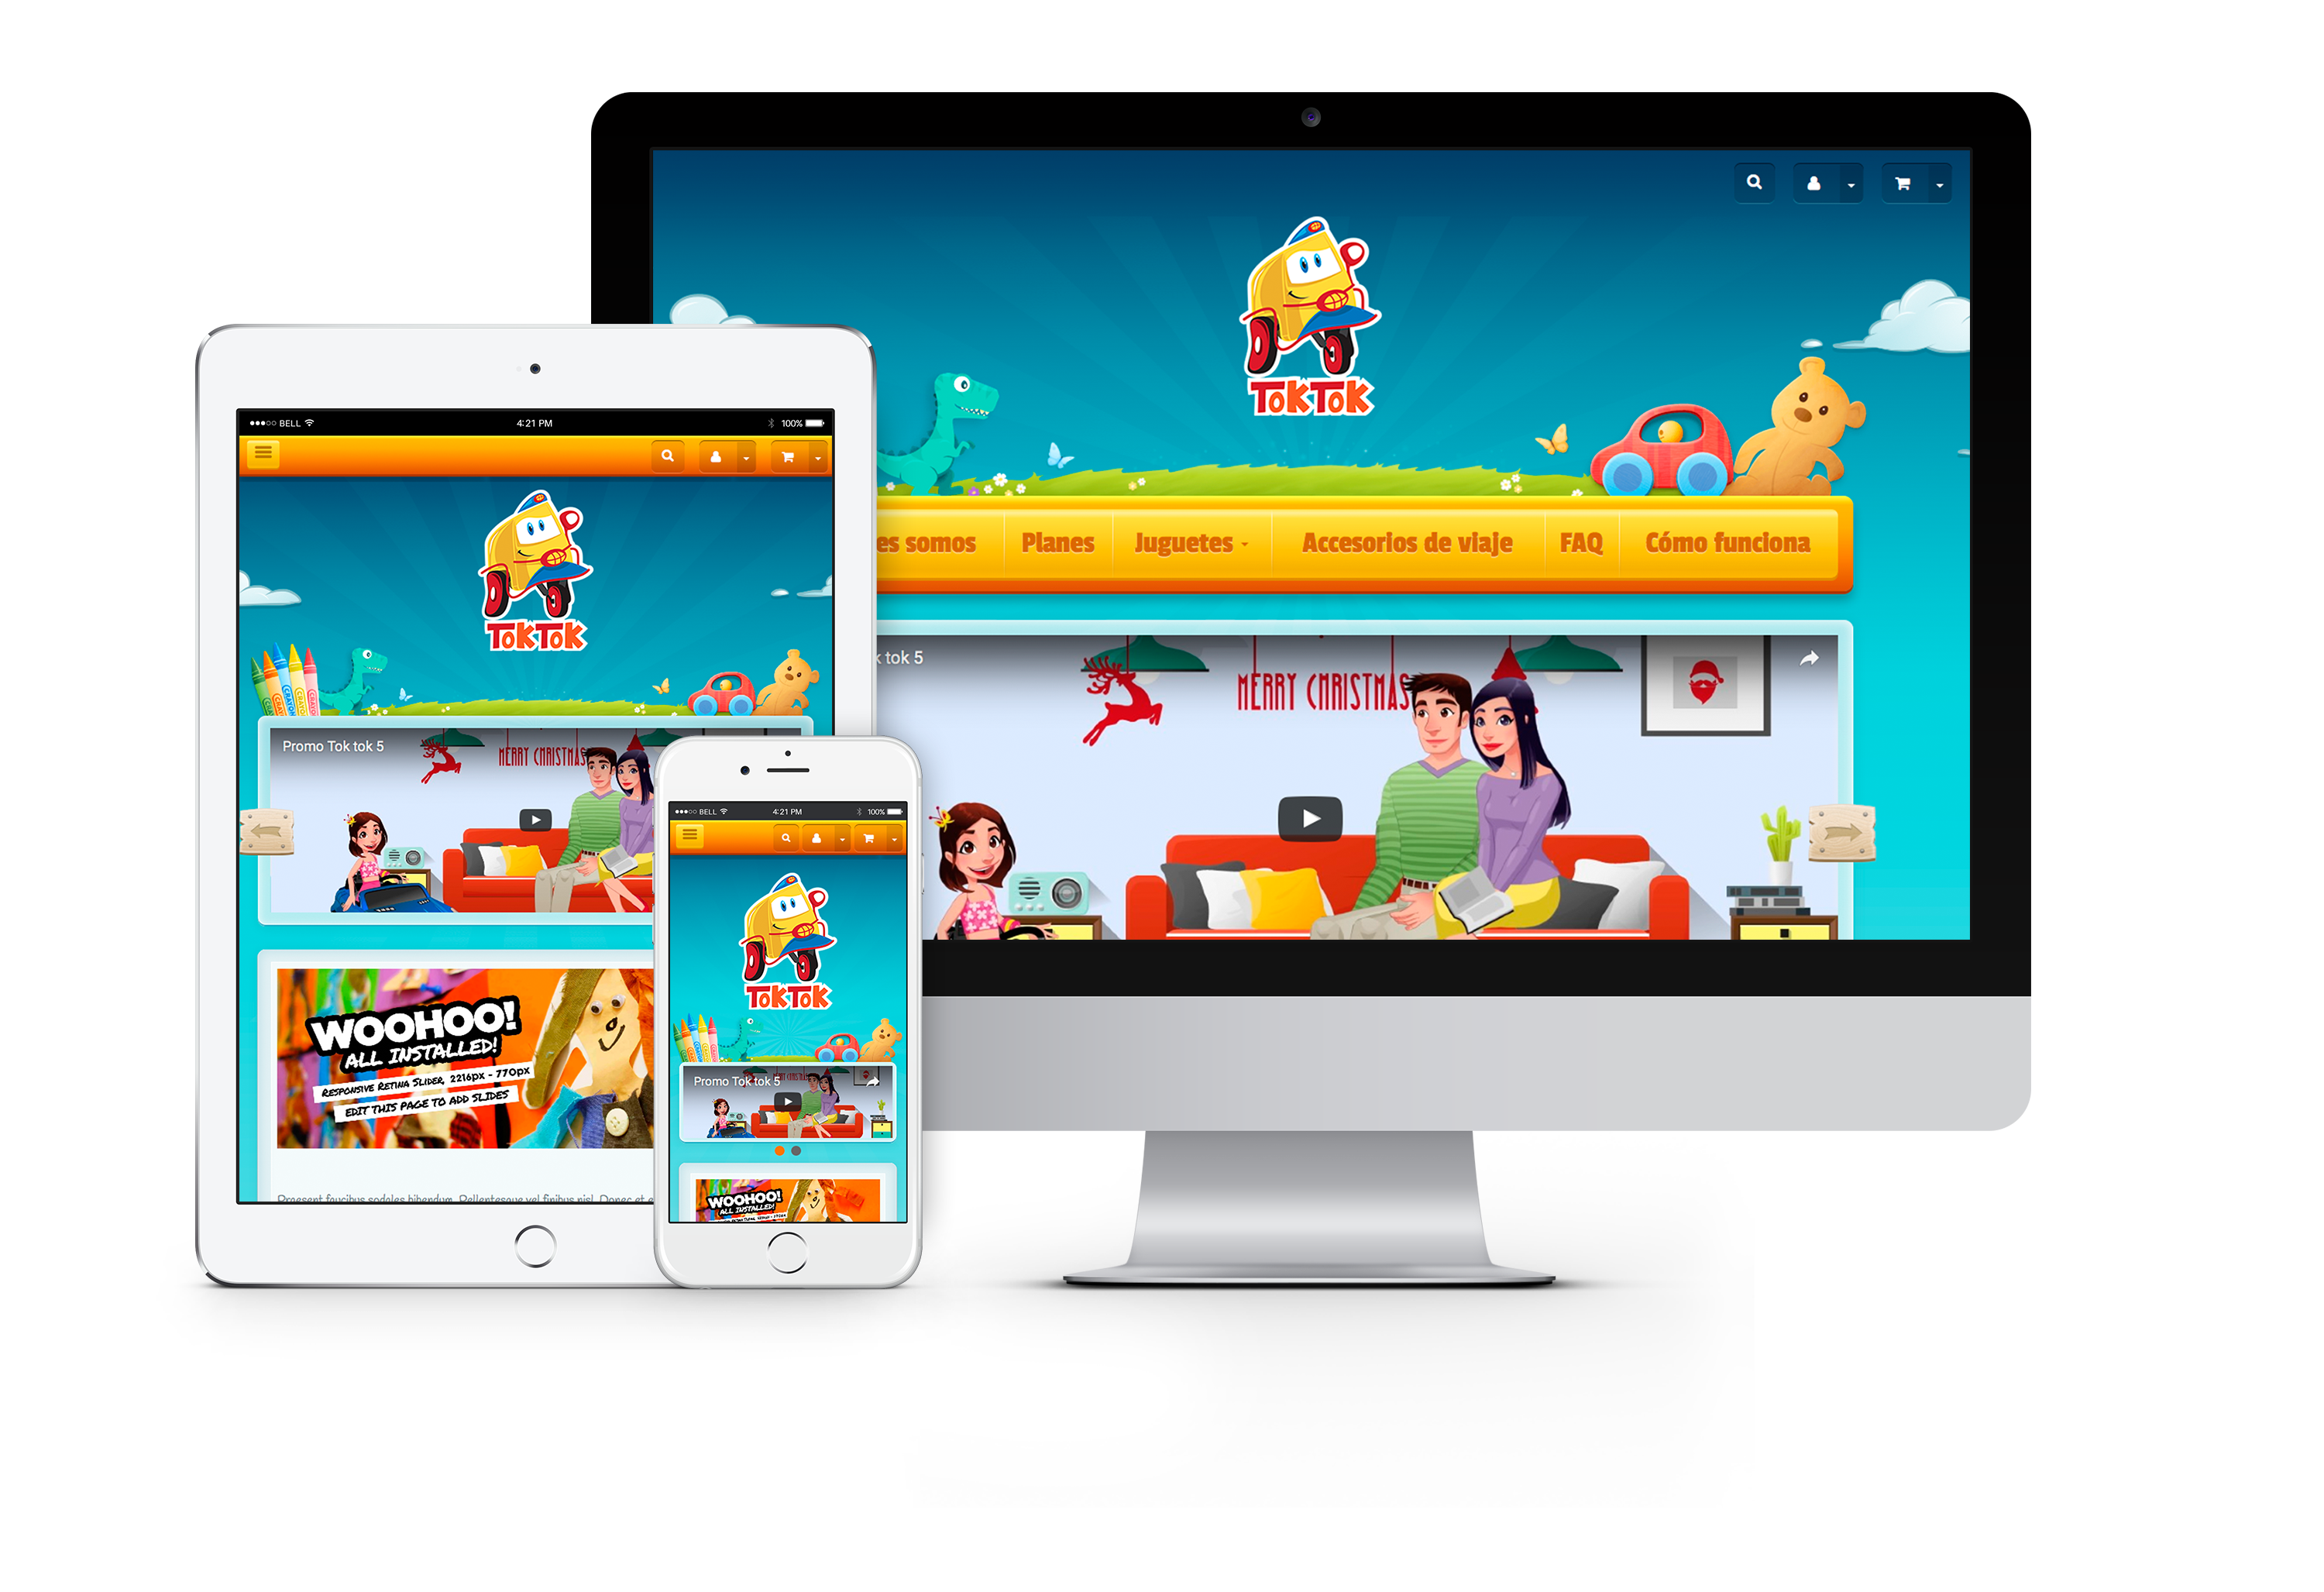 TOKTOK
es somos
Planes
Juguetes
Accesorios de viaje
FAQ
Cómo funciona
k tok 5
MERRY CHRISTMAS
BELL
4:21 PM
100%
TOKTOK
CRAYON
Promo Tok tok 5
MERRY CHRISTMAS
WOOHOO!
ALL INSTALLED!
RESPONSIVE RETINA SLIDER, 2216PX - 770PX
EDIT THIS PAGE TO ADD SLIDES
Praesent faucibus sodales bibendum. Pellentesque vel finibus nisl. Donec et e
BELL
4:21 PM
100%
TOKTOK
Promo Tok tok 5
WOOHOO!
ALL INSTALLED!